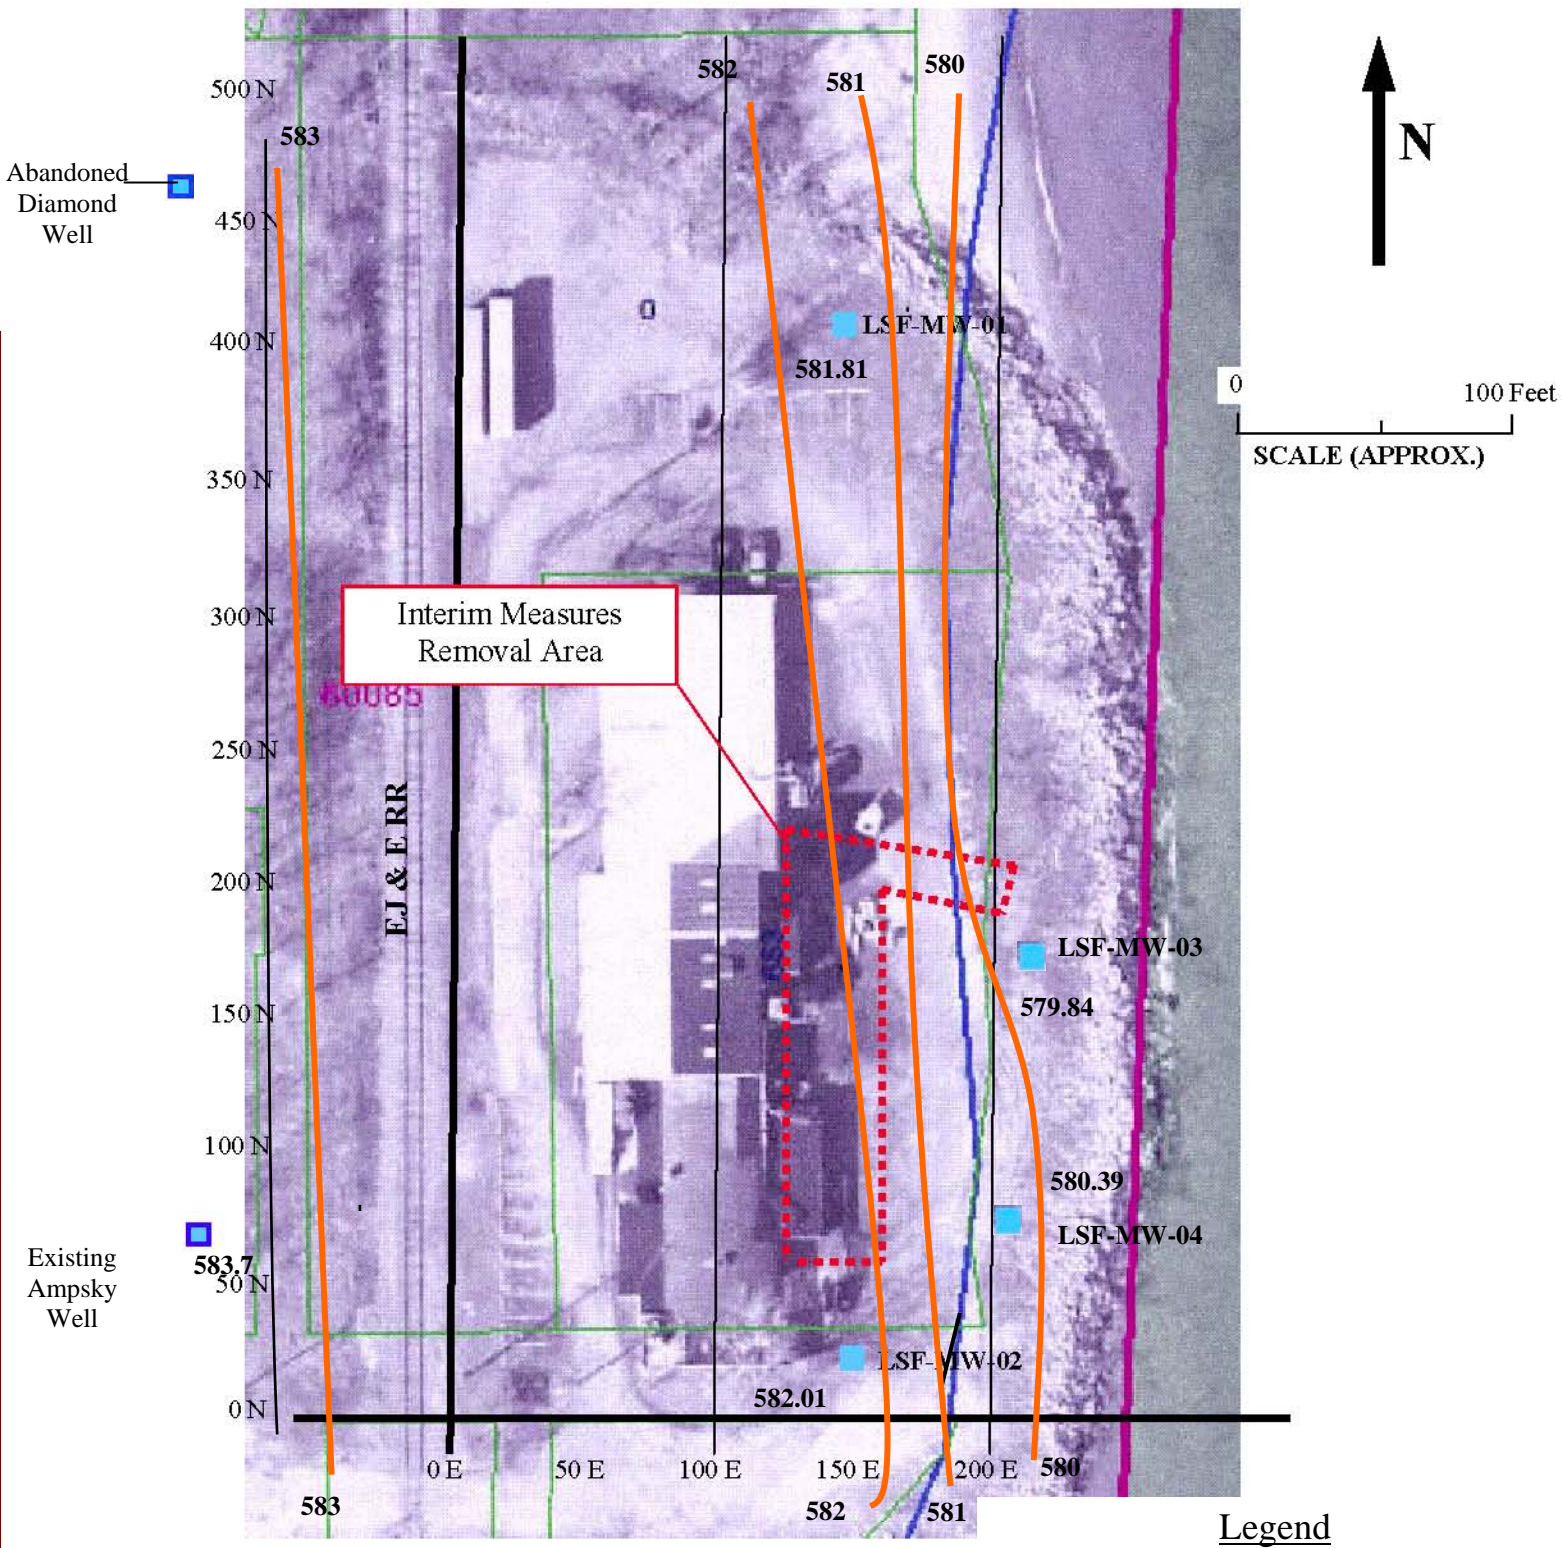 500 N
582
581
580
583
N
Abandoned
Diamond
Well
450 N
LSF-MW-01
400 N
581.81
0
100 Feet
SCALE (APPROX.)
350 N
Interim Measures
Removal Area
300 N
60085
250 N
EJ & E RR
200 N
LSF-MW-03
579.84
150 N
100 N
580.39
LSF-MW-04
583.7
Existing
Ampsky
Well
50 N
LSF-MW-02
582.01
0 N
0 E
50 E
100 E
150 E
200 E
580
583
582
581
Legend